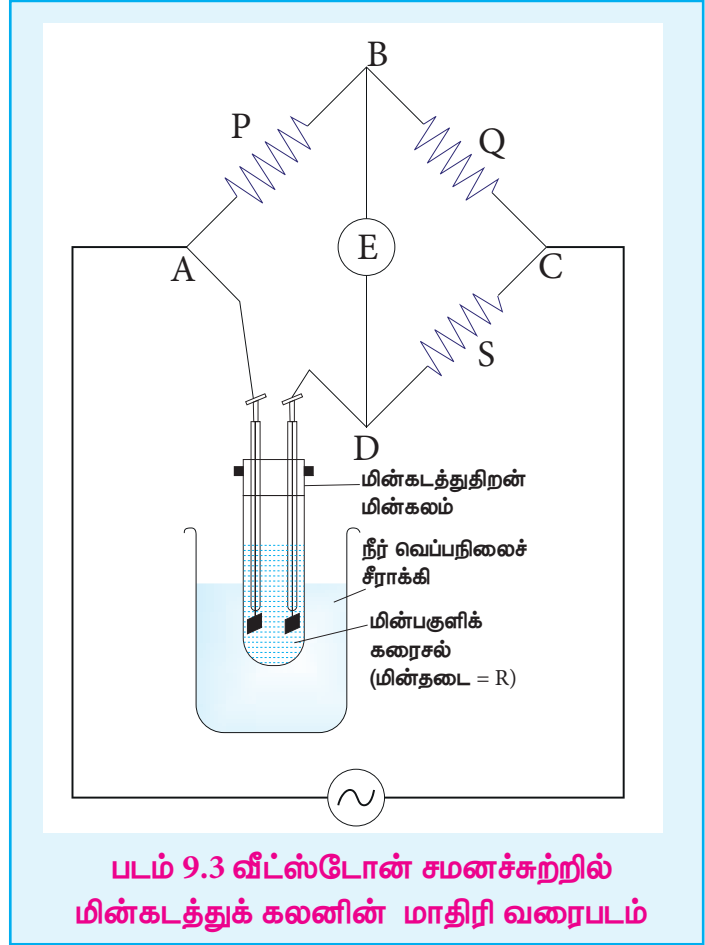 B
P
Q
A
E
C
S
D
மின்கடத்துதிறன்
மின்கலம்
நீர் வெப்பநிலைச்
சீராக்கி
மின்பகுளிக்
கரைசல்
(மின்தடை = R)
படம் 9.3 வீட்ஸ்டோன் சமனச்சுற்றில்
மின்கடத்துக் கலனின் மாதிரி வரைபடம்